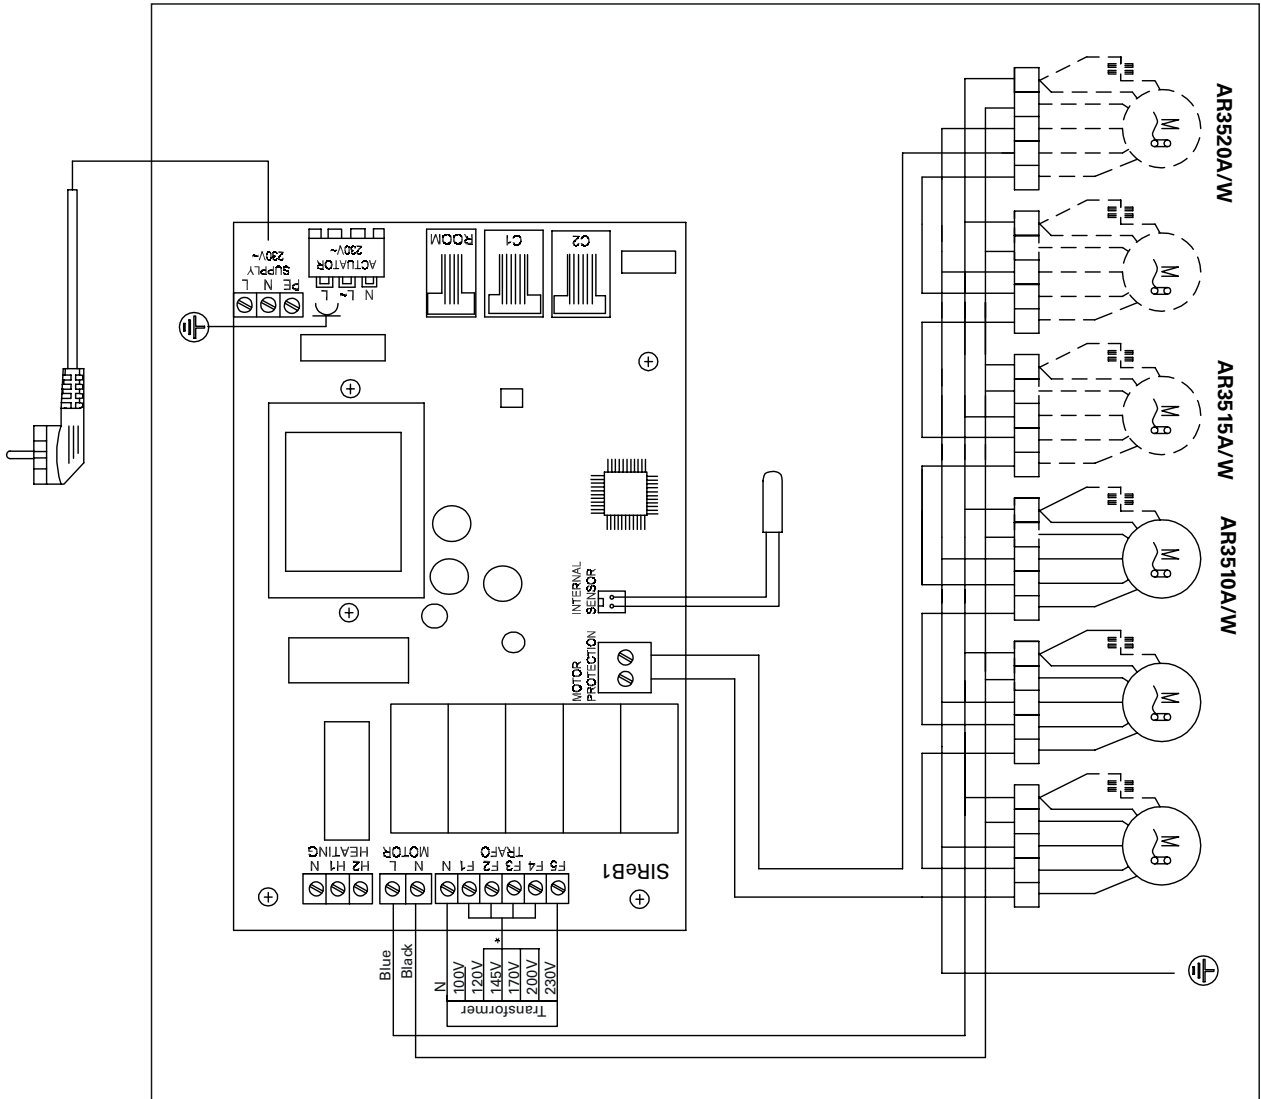 AR3520A/W
M
M
AR3515A/W
M
AR3510A/W
M
M
M
SUPPLY
230V~
L N PE
ACTUATOR
230V~
L L~ N
ROOM
C1
C2
INTERNAL
SENSOR
MOTOR
PROTECTION
HEATING
N H1 H2
MOTOR
L N
TRAFO
N F1 F2 F3 F4 F5
SIReB1
Blue
Black
*
N
100V
120V
145V
170V
200V
230V
Transformer